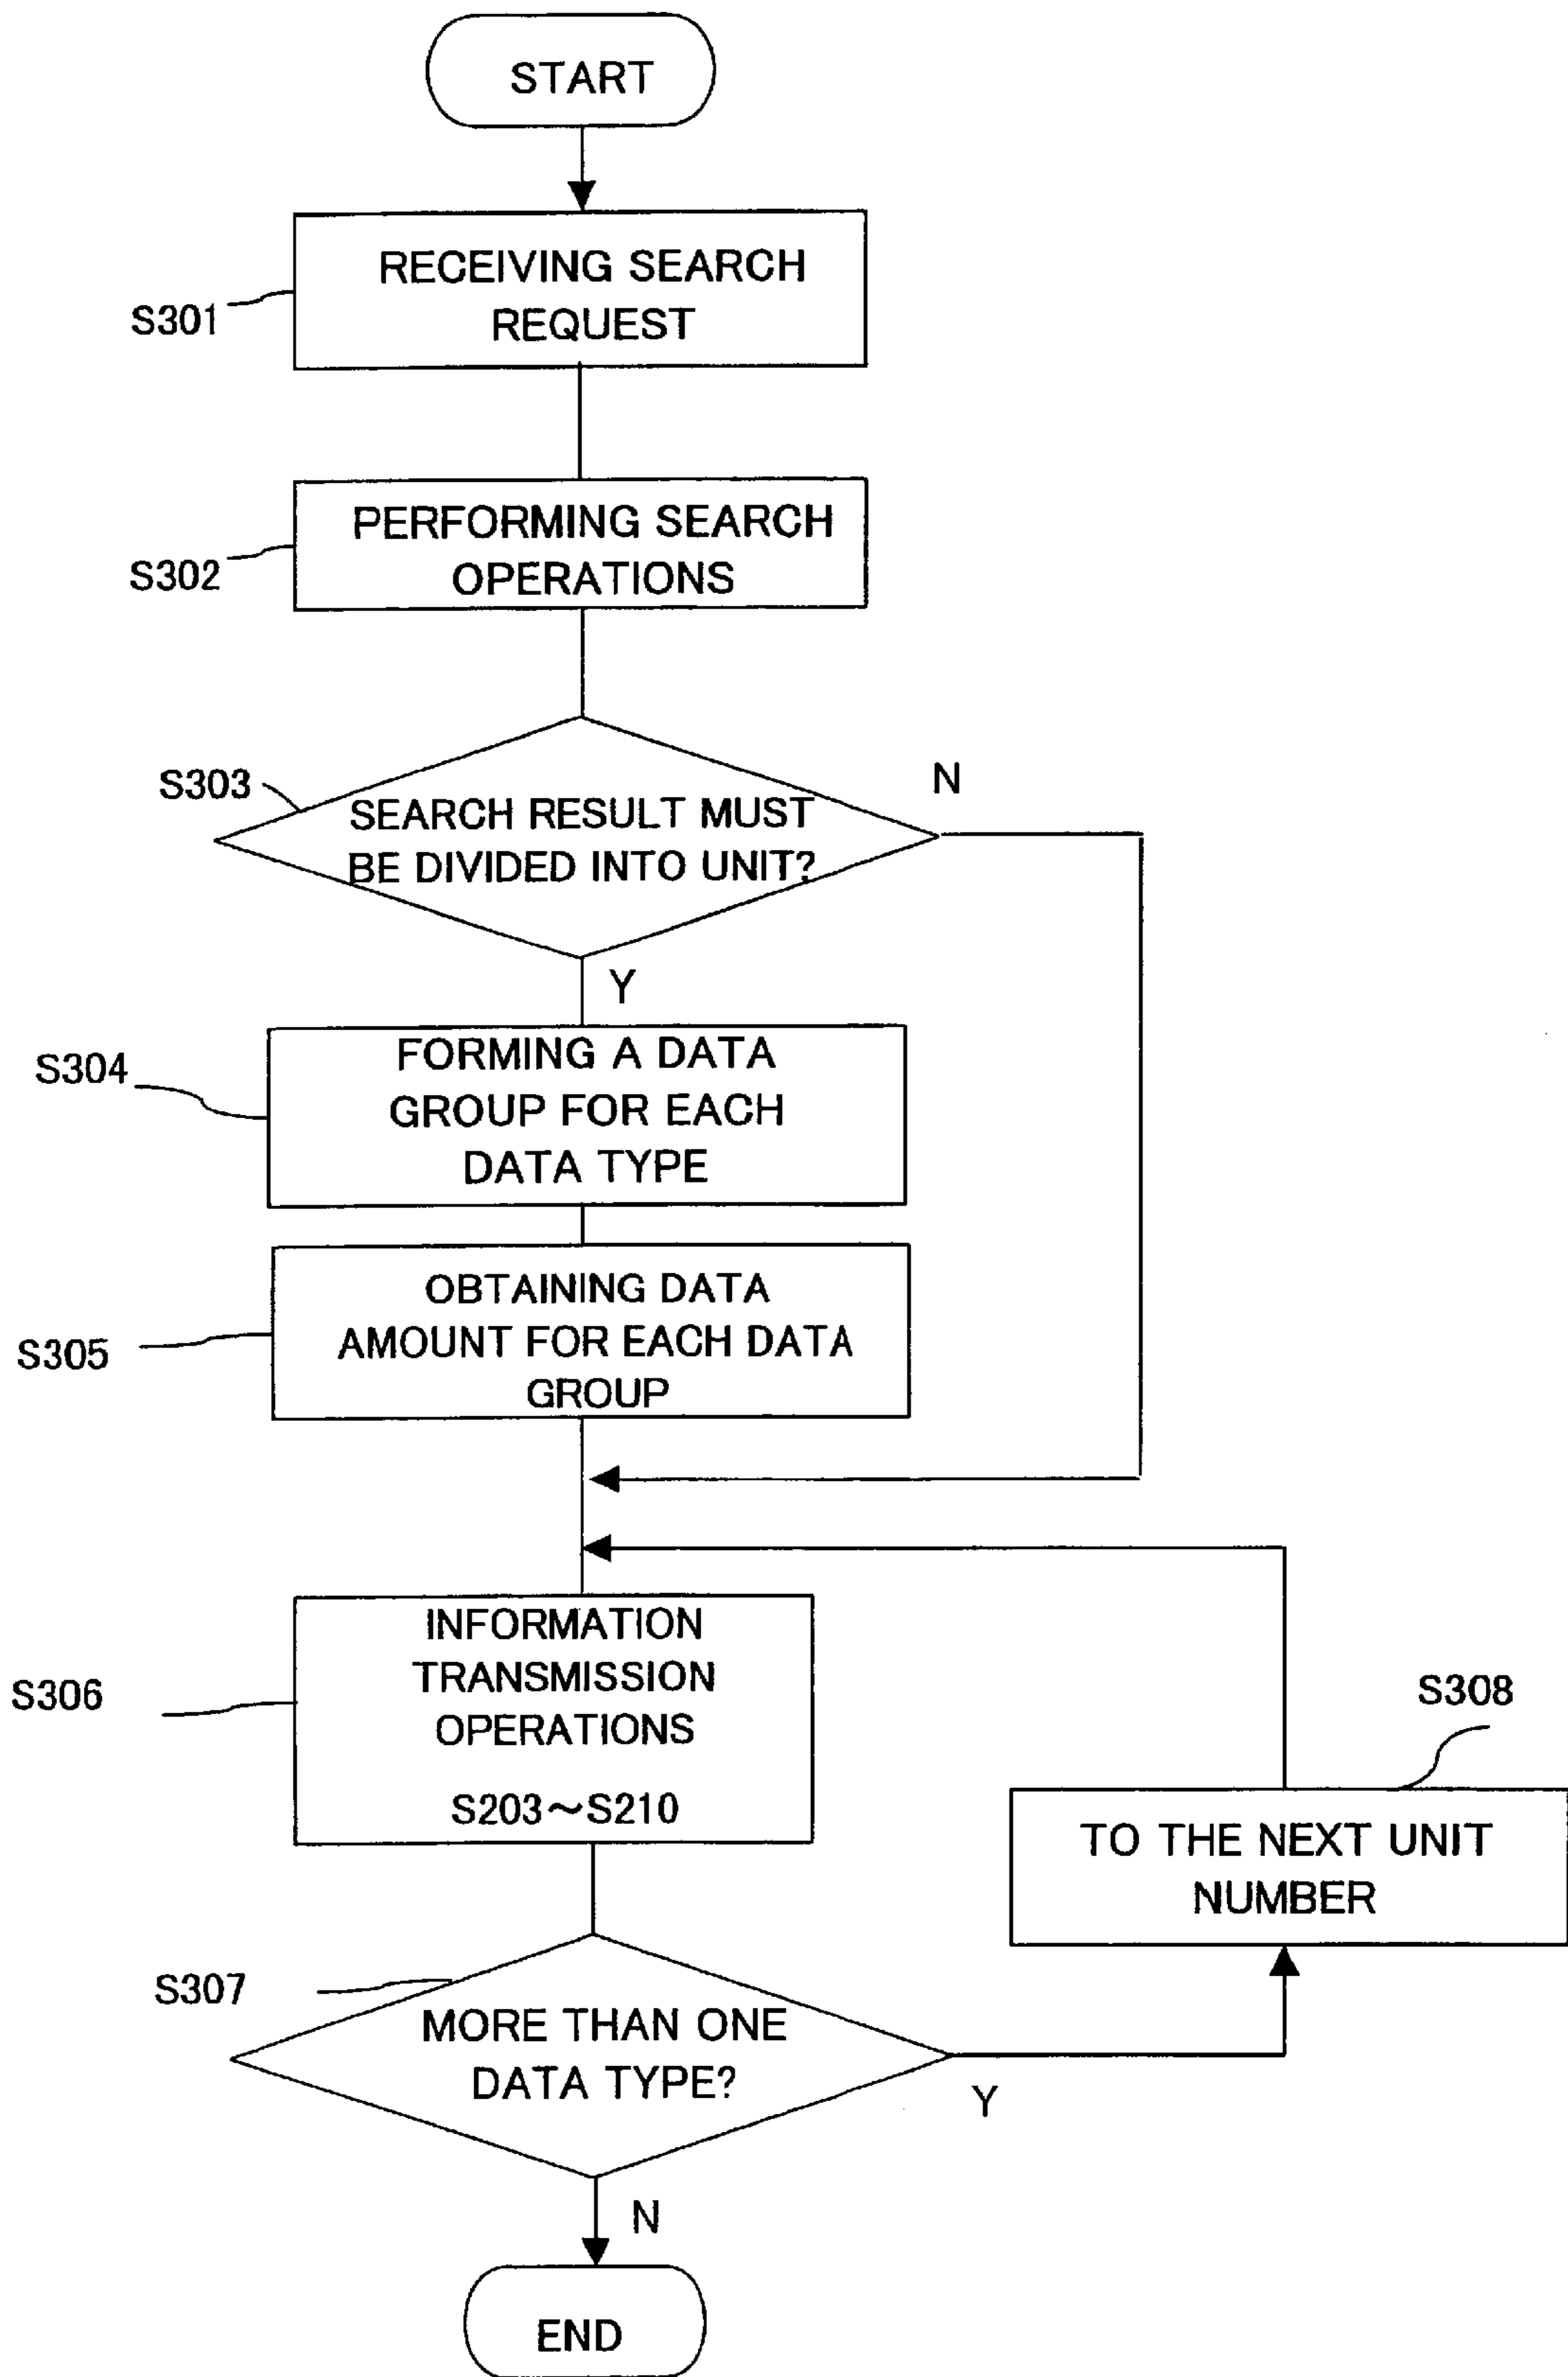 START
S301
RECEIVING SEARCH
REQUEST
S302
PERFORMING SEARCH
OPERATIONS
S303
N
SEARCH RESULT MUST
BE DIVIDED INTO UNIT?
Y
S304
FORMING A DATA
GROUP FOR EACH
DATA TYPE
S305
OBTAINING DATA
AMOUNT FOR EACH DATA
GROUP
S306
INFORMATION
TRANSMISSION
OPERATIONS
S203~S210
S308
TO THE NEXT UNIT
NUMBER
S307
MORE THAN ONE
DATA TYPE?
Y
N
END